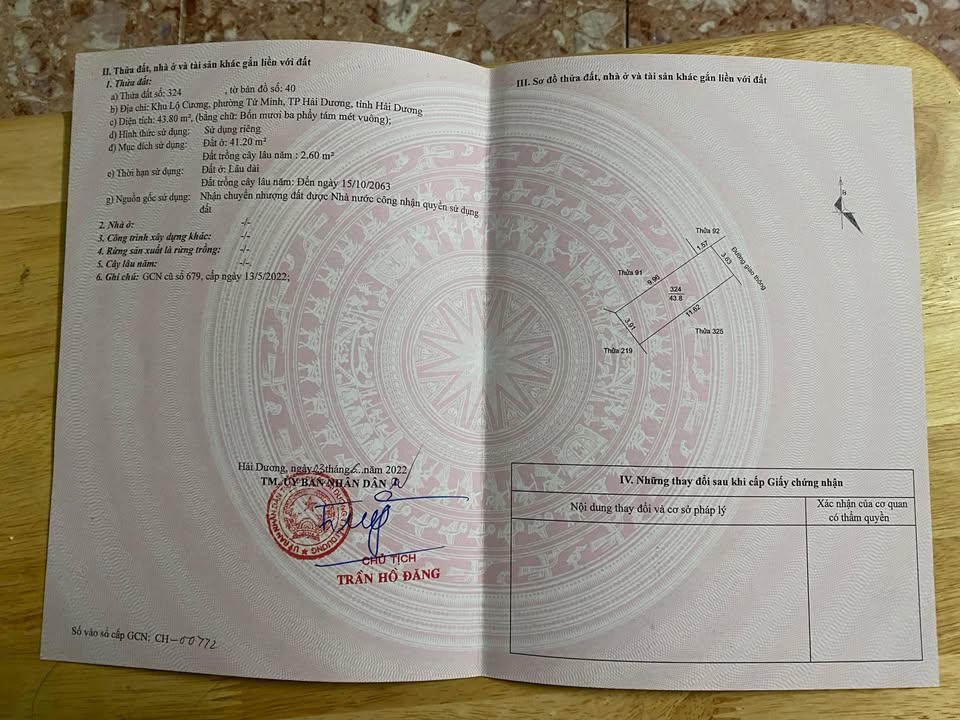 II. Thửa đất, nhà ở và tài sản khác gắn liền với đất
1. Thửa đất:
a) Thửa đất số: 324 , tờ bản đồ số: 40
b) Địa chỉ: Khu Lộ Cương, phường Tứ Minh, TP Hải Dương, tỉnh Hải Dương
c) Diện tích: 43.80 m², (bằng chữ: Bốn mươi ba phẩy tám mét vuông);
d) Hình thức sử dụng: Sử dụng riêng
đ) Mục đích sử dụng: Đất ở: 41.20 m²
Đất trồng cây lâu năm : 2.60 m²
e) Thời hạn sử dụng: Đất ở: Lâu dài
Đất trồng cây lâu năm: Đến ngày 15/10/2063
g) Nguồn gốc sử dụng: Nhận chuyển nhượng đất được Nhà nước công nhận quyền sử dụng
đất
2. Nhà ở: -/-
3. Công trình xây dựng khác: -/-
4. Rừng sản xuất là rừng trồng: -/-
5. Cây lâu năm: -/-
6. Ghi chú: GCN cũ số 679, cấp ngày 13/5/2022;
Hải Dương, ngày 03 tháng 6 năm 2022
TM. ỦY BAN NHÂN DÂN
CHỦ TỊCH
TRẦN HỒ ĐĂNG
Số vào sổ cấp GCN: CH-00772
III. Sơ đồ thửa đất, nhà ở và tài sản khác gắn liền với đất
B
Thửa 92
1.57
3.63
Đường giao thông
Thửa 91
9.96
324
43.8
11.62
3.91
Thửa 325
Thửa 219
IV. Những thay đổi sau khi cấp Giấy chứng nhận
Nội dung thay đổi và cơ sở pháp lý
Xác nhận của cơ quan
có thẩm quyền